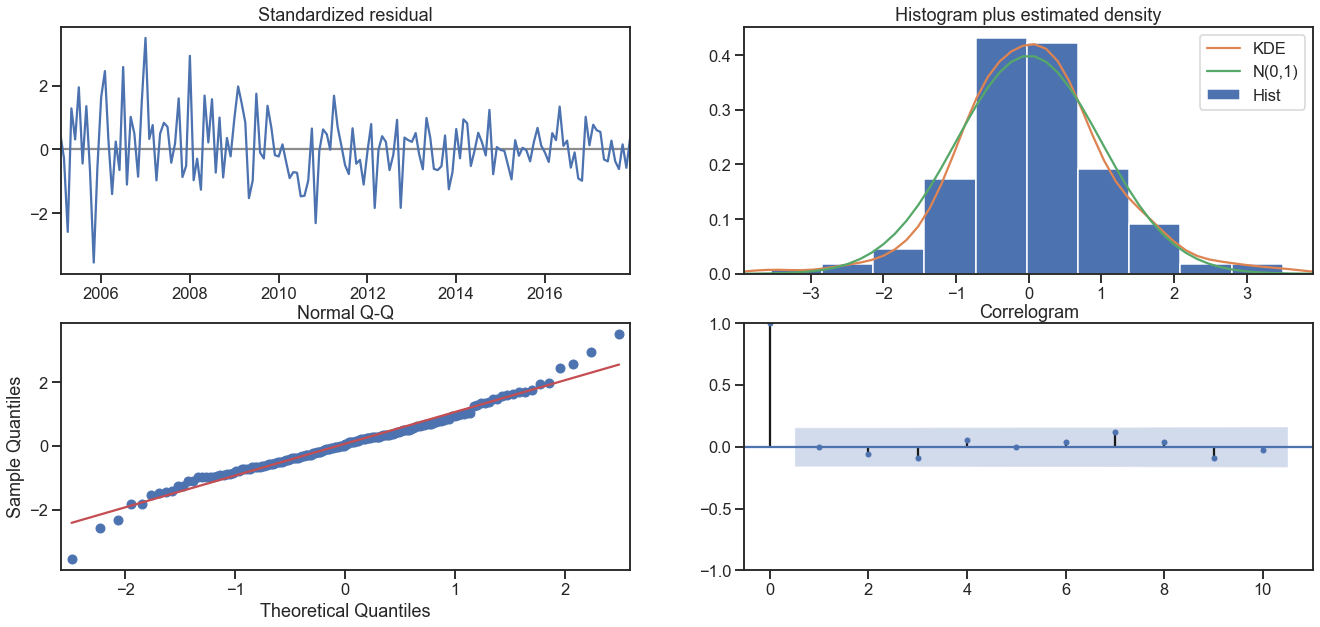 Standardized residual
2
0
−2
2006 2008 2010 2012 2014 2016
Histogram plus estimated density
KDE
N(0,1)
Hist
0.4
0.3
0.2
0.1
0.0
−3 −2 −1 0 1 2 3
Normal Q-Q
Sample Quantiles
2
0
−2
−2 −1 0 1 2
Theoretical Quantiles
Correlogram
1.0
0.5
0.0
−0.5
−1.0
0 2 4 6 8 10